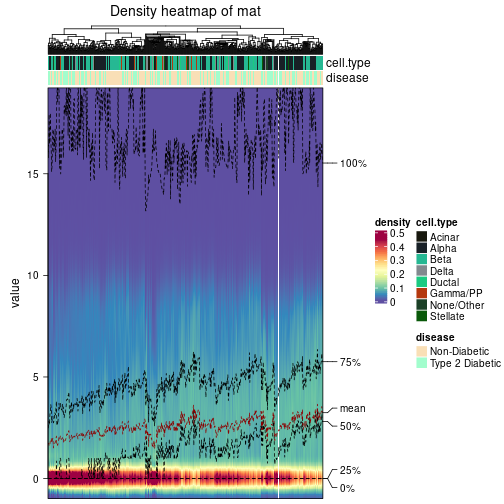 Density heatmap of mat
cell.type
disease
value
15
10
5
0
100%
75%
mean
50%
25%
0%
density
0.5
0.4
0.3
0.2
0.1
0
cell.type
Acinar
Alpha
Beta
Delta
Ductal
Gamma/PP
None/Other
Stellate
disease
Non-Diabetic
Type 2 Diabetic